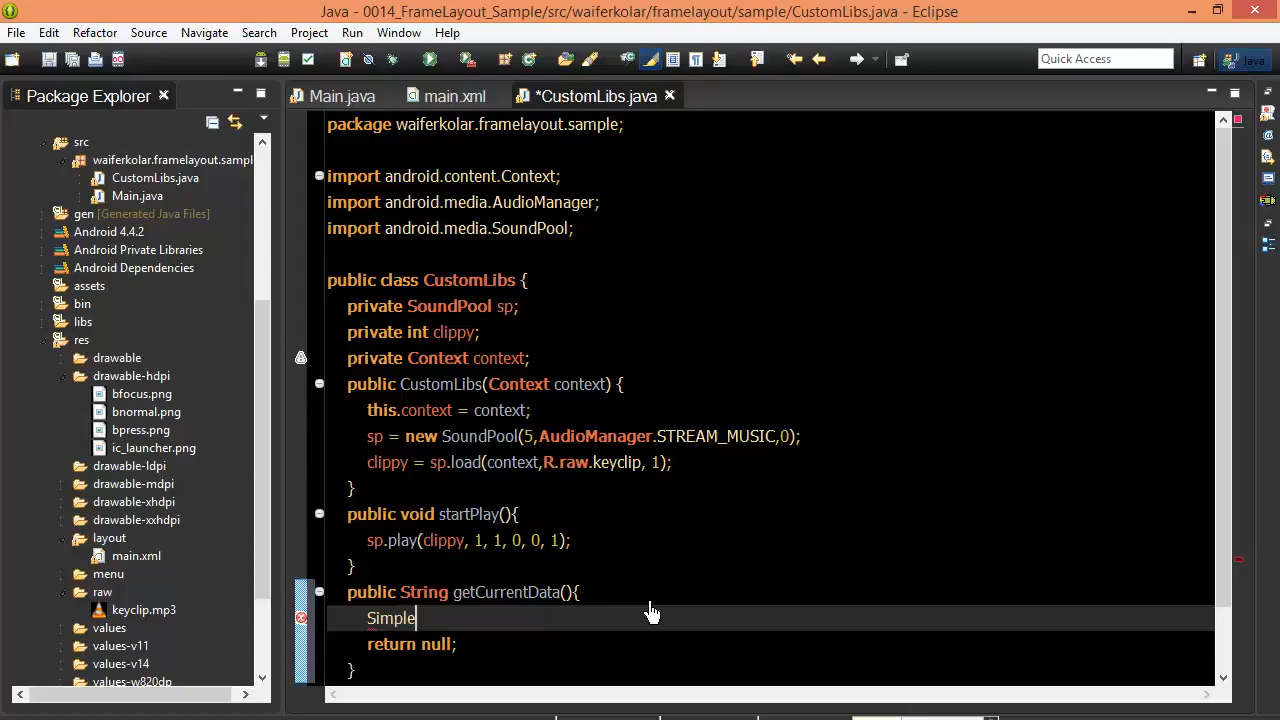 Java - 0014_FrameLayout_Sample/src/waiferkolar/framelayout/sample/CustomLibs.java - Eclipse
File Edit Refactor Source Navigate Search Project Run Window Help
Quick Access
Java
Package Explorer
Main.java
main.xml
*CustomLibs.java
src
waiferkolar.framelayout.sample
CustomLibs.java
Main.java
gen [Generated Java Files]
Android 4.4.2
Android Private Libraries
Android Dependencies
assets
bin
libs
res
drawable
drawable-hdpi
bfocus.png
bnormal.png
bpress.png
ic_launcher.png
drawable-ldpi
drawable-mdpi
drawable-xhdpi
drawable-xxhdpi
layout
main.xml
menu
raw
keyclip.mp3
values
values-v11
values-v14
values-w820dp
package waiferkolar.framelayout.sample;
import android.content.Context;
import android.media.AudioManager;
import android.media.SoundPool;
public class CustomLibs {
private SoundPool sp;
private int clippy;
private Context context;
public CustomLibs(Context context) {
this.context = context;
sp = new SoundPool(5,AudioManager.STREAM_MUSIC,0);
clippy = sp.load(context,R.raw.keyclip, 1);
}
public void startPlay(){
sp.play(clippy, 1, 1, 0, 0, 1);
}
public String getCurrentData(){
Simple
return null;
}